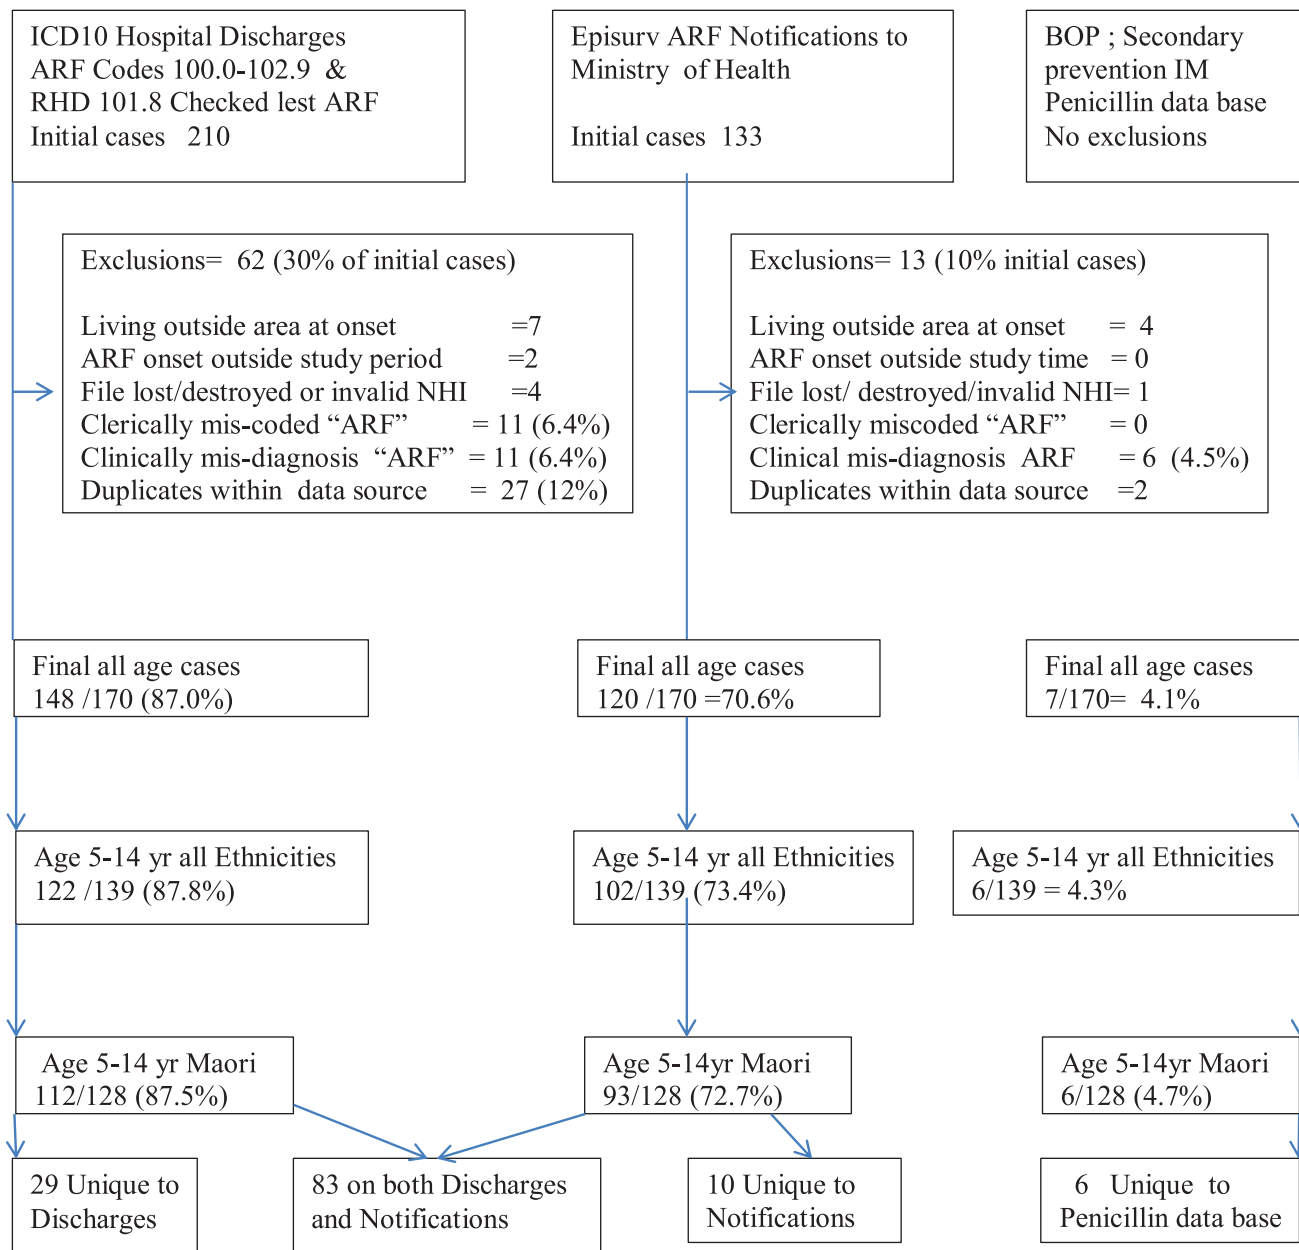 ICD10 Hospital Discharges
ARF Codes 100.0-102.9 &
RHD 101.8 Checked lest ARF
Initial cases 210
Episurv ARF Notifications to
Ministry of Health
Initial cases 133
BOP ; Secondary
prevention IM
Penicillin data base
No exclusions
Exclusions= 62 (30% of initial cases)
Living outside area at onset =7
ARF onset outside study period =2
File lost/destroyed or invalid NHI =4
Clerically mis-coded “ARF” = 11 (6.4%)
Clinically mis-diagnosis “ARF” = 11 (6.4%)
Duplicates within data source = 27 (12%)
Exclusions= 13 (10% initial cases)
Living outside area at onset = 4
ARF onset outside study time = 0
File lost/ destroyed/invalid NHI= 1
Clerically miscoded “ARF” = 0
Clinical mis-diagnosis ARF = 6 (4.5%)
Duplicates within data source =2
Final all age cases
148 /170 (87.0%)
Final all age cases
120 /170 =70.6%
Final all age cases
7/170= 4.1%
Age 5-14 yr all Ethnicities
122 /139 (87.8%)
Age 5-14 yr all Ethnicities
102/139 (73.4%)
Age 5-14 yr all Ethnicities
6/139 = 4.3%
Age 5-14 yr Maori
112/128 (87.5%)
Age 5-14yr Maori
93/128 (72.7%)
Age 5-14yr Maori
6/128 (4.7%)
29 Unique to
Discharges
83 on both Discharges
and Notifications
10 Unique to
Notifications
6 Unique to
Penicillin data base